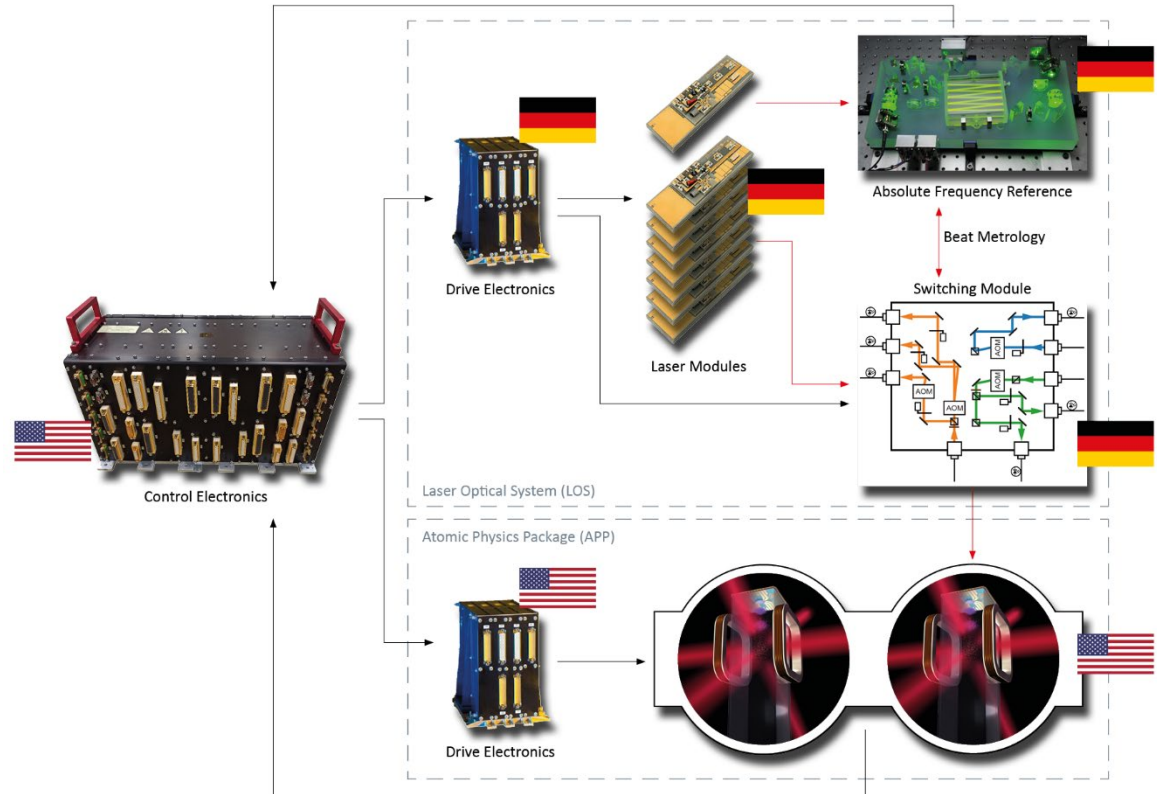 Drive Electronics
Laser Modules
Absolute Frequency Reference
Beat Metrology
Switching Module
AOM
AOM
AOM
AOM
Control Electronics
Laser Optical System (LOS)
Atomic Physics Package (APP)
Drive Electronics